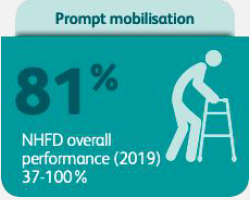 Prompt mobilisation
81%
NHFD overall
performance (2019)
37-100%